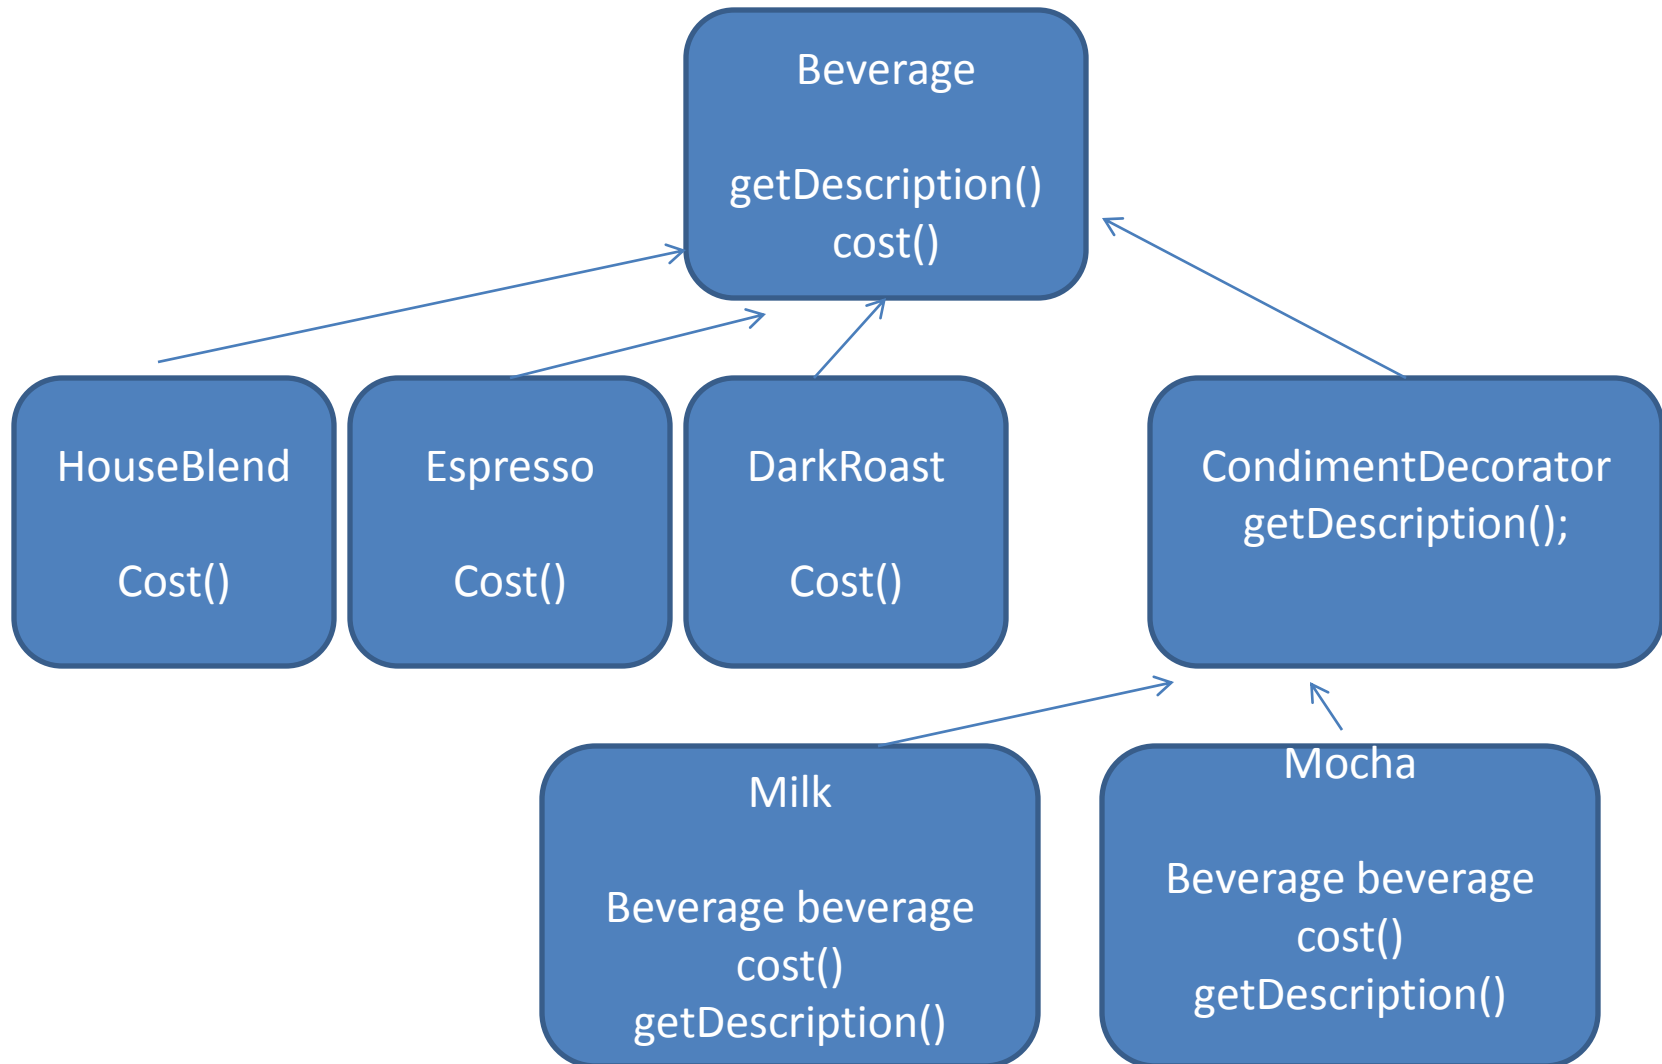 Beverage
getDescription()
cost()
HouseBlend
Cost()
Espresso
Cost()
DarkRoast
Cost()
CondimentDecorator
getDescription();
Milk
Beverage beverage
cost()
getDescription()
Mocha
Beverage beverage
cost()
getDescription()